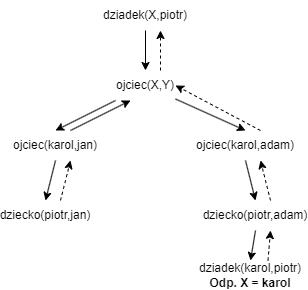 dziadek(X,piotr)
ojciec(X,Y)
ojciec(karol,jan)
ojciec(karol,adam)
dziecko(piotr,jan)
dziecko(piotr,adam)
dziadek(karol,piotr)
Odp. X = karol